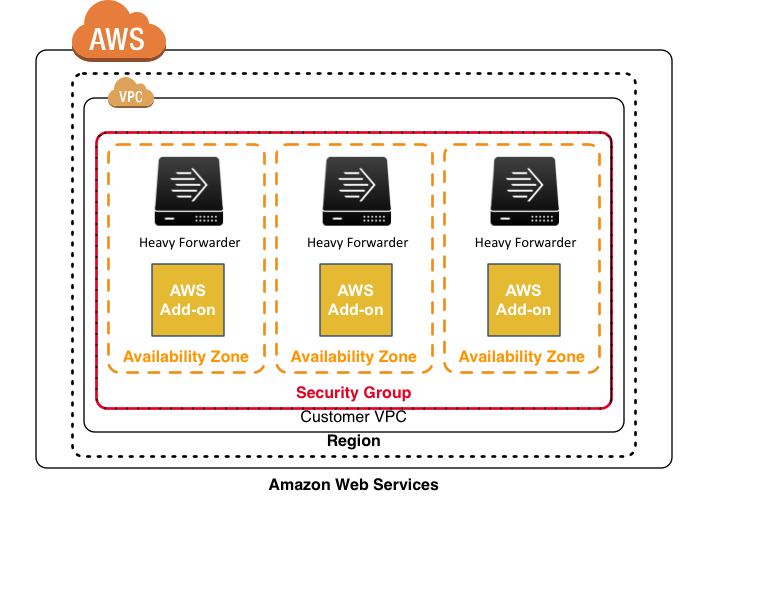 AWS
VPC
Heavy Forwarder
Heavy Forwarder
Heavy Forwarder
AWS
Add-on
AWS
Add-on
AWS
Add-on
Availability Zone
Availability Zone
Availability Zone
Security Group
Customer VPC
Region
Amazon Web Services